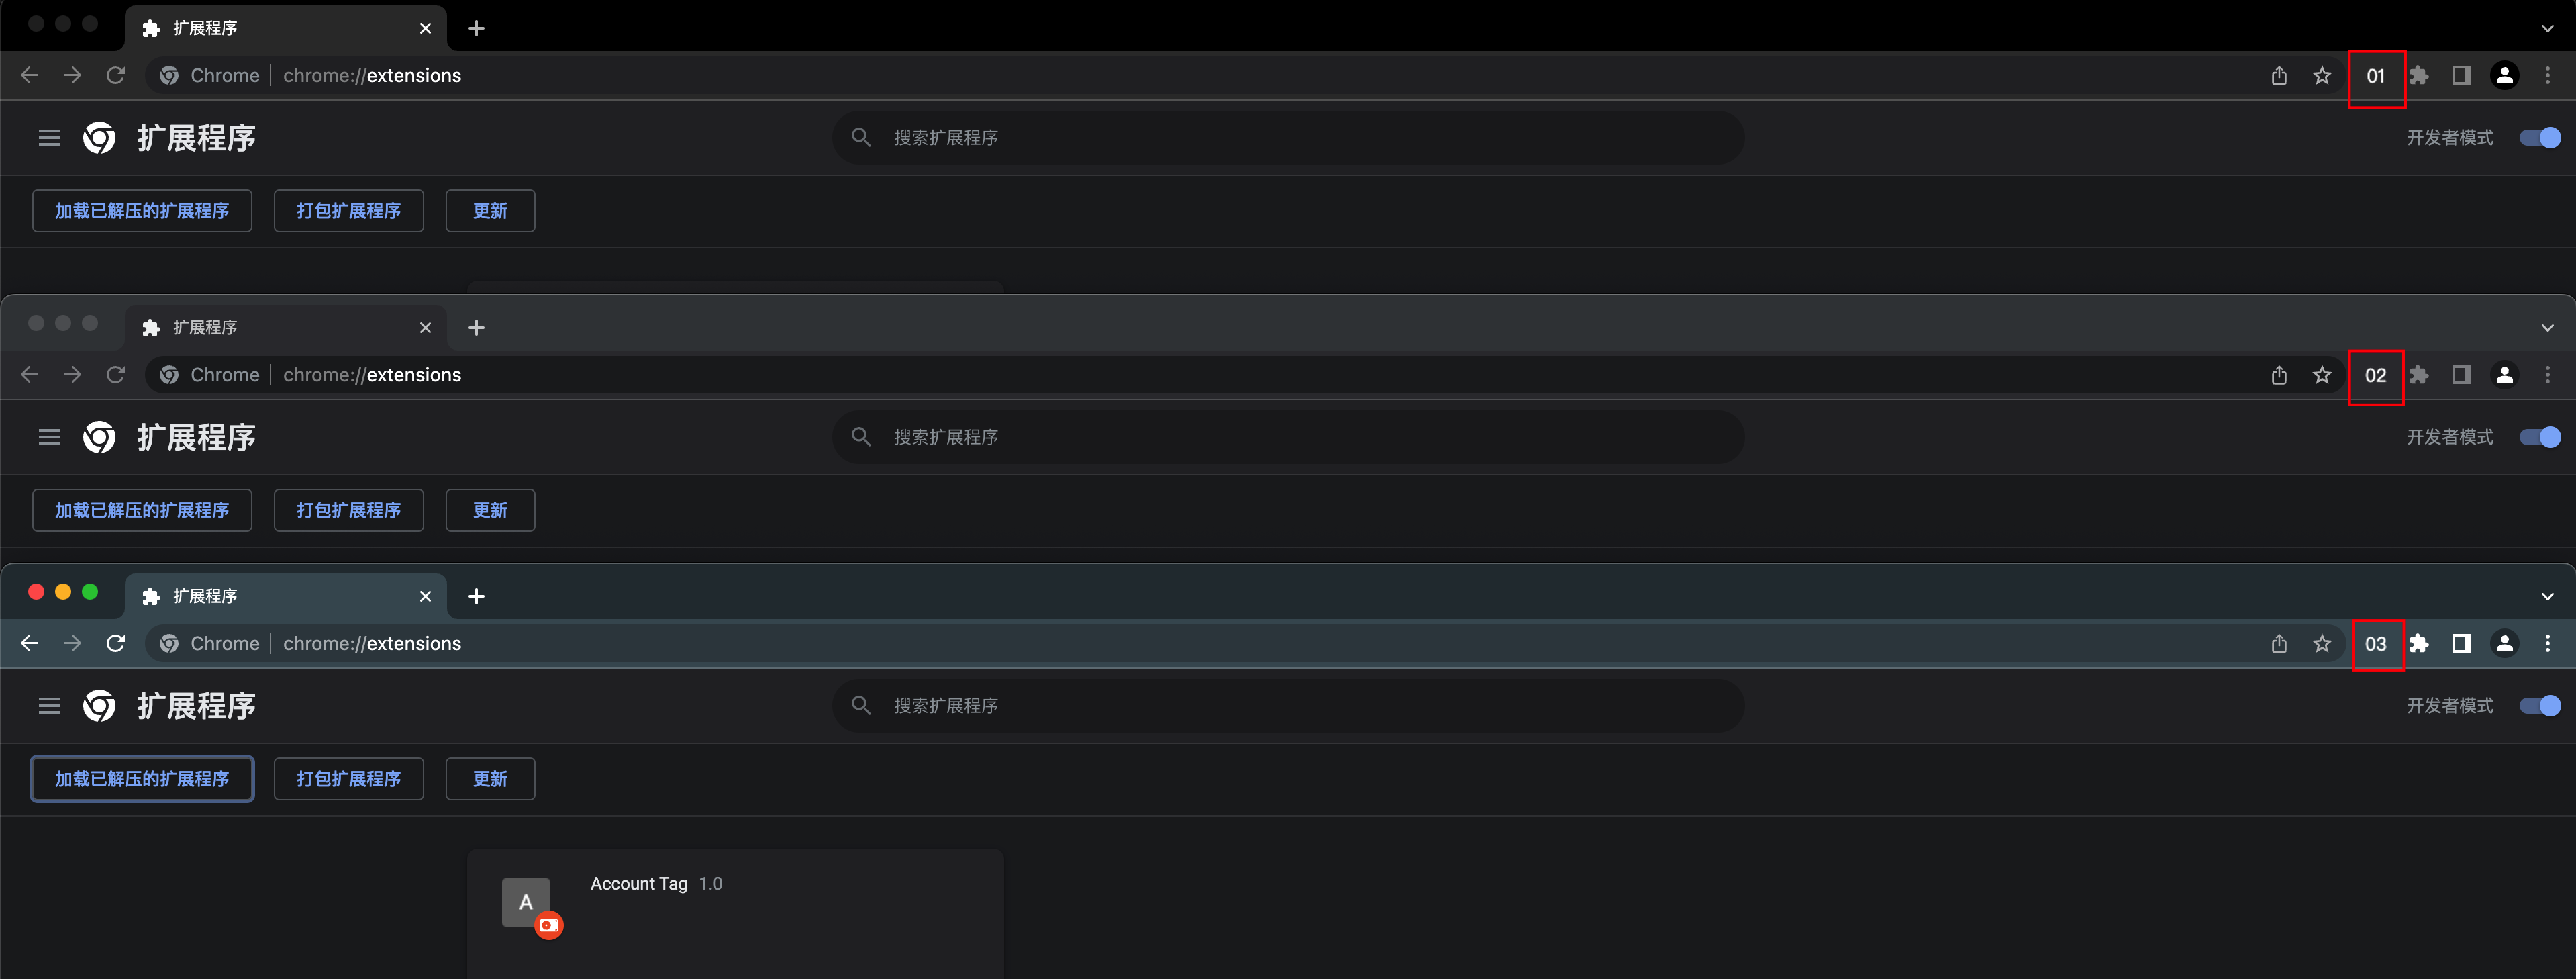 扩展程序
Chrome | chrome://extensions 01
扩展程序 搜索扩展程序 开发者模式
加载已解压的扩展程序 打包扩展程序 更新
扩展程序
Chrome | chrome://extensions 02
扩展程序 搜索扩展程序 开发者模式
加载已解压的扩展程序 打包扩展程序 更新
扩展程序
Chrome | chrome://extensions 03
扩展程序 搜索扩展程序 开发者模式
加载已解压的扩展程序 打包扩展程序 更新
Account Tag 1.0
A